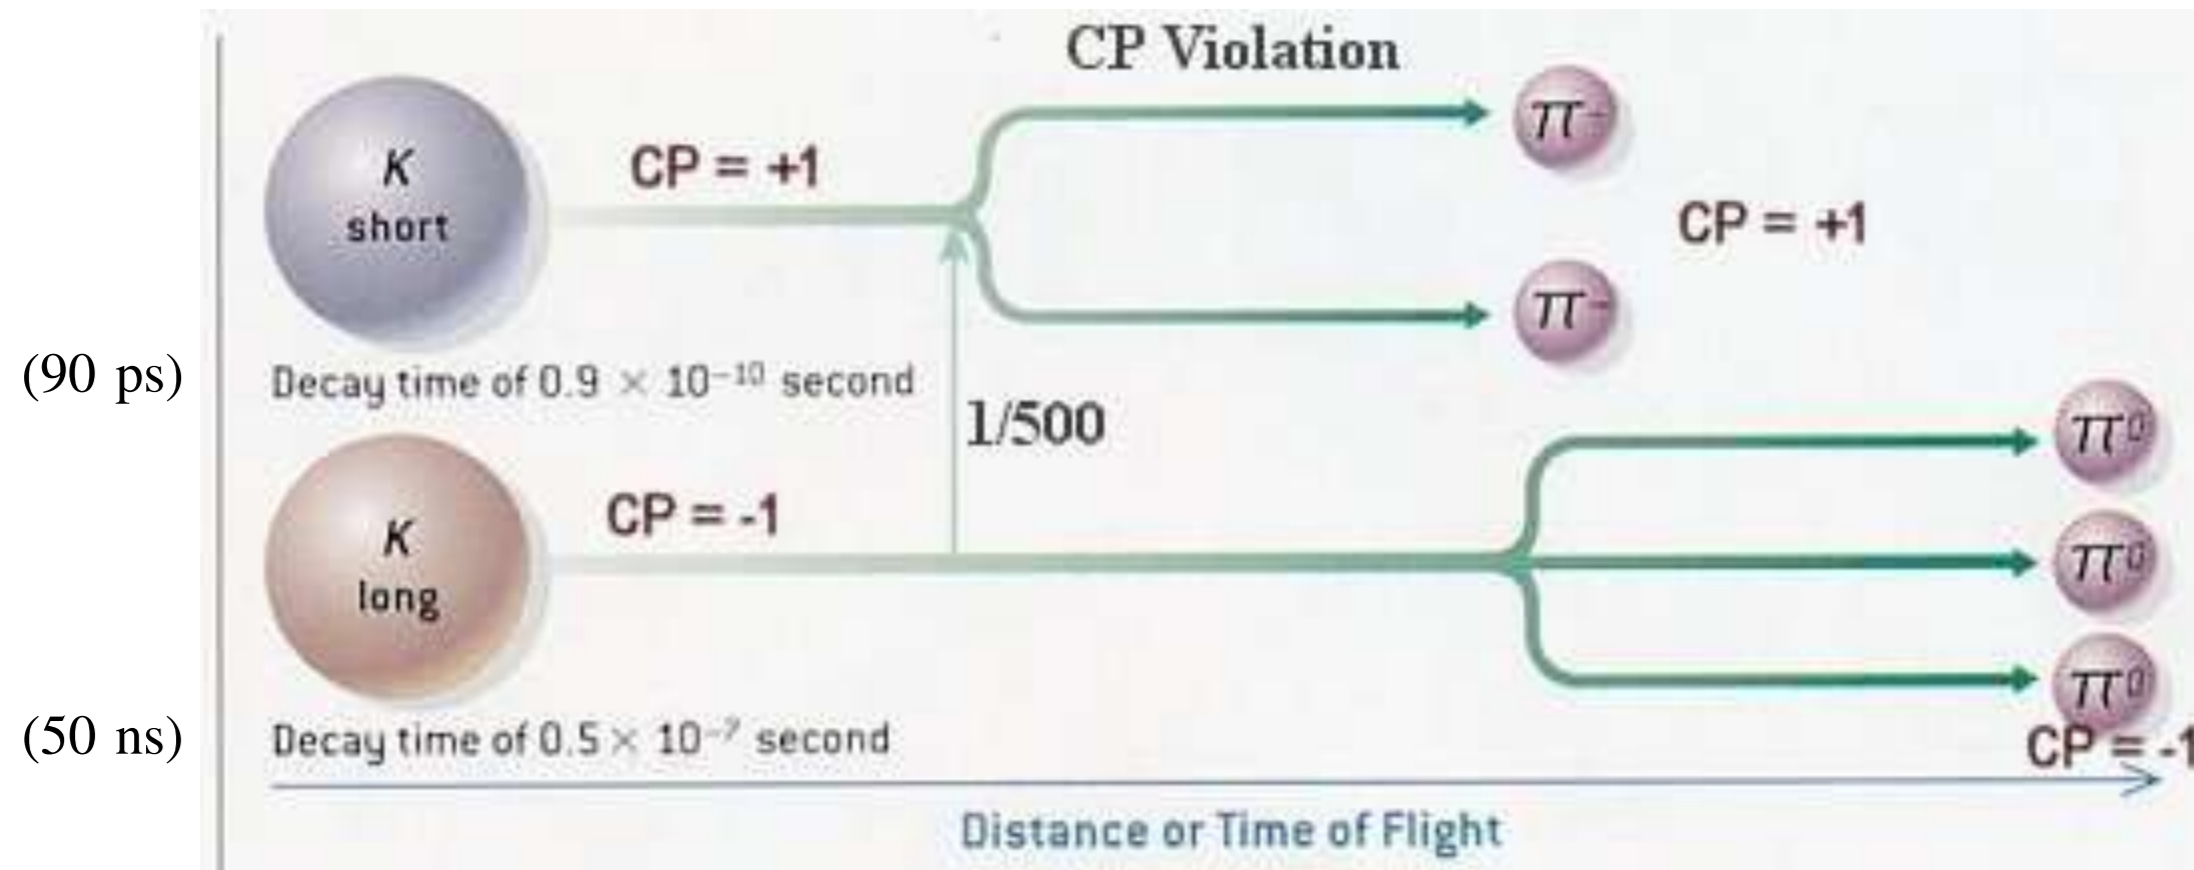 CP Violation
K
short
CP = +1
π⁻
CP = +1
π⁻
(90 ps)
Decay time of 0.9 × 10⁻¹⁰ second
1/500
K
long
CP = -1
π⁰
π⁰
π⁰
CP = -1
(50 ns)
Decay time of 0.5 × 10⁻⁷ second
Distance or Time of Flight